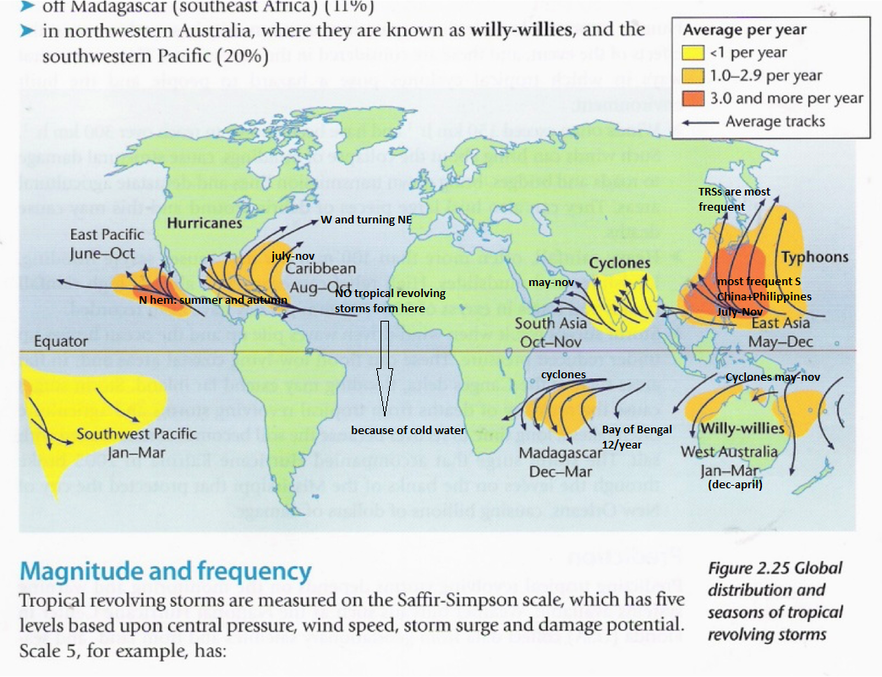 ➤ off Madagascar (southeast Africa) (11%)
➤ in northwestern Australia, where they are known as willy-willies, and the
southwestern Pacific (20%)
Average per year
<1 per year
1.0–2.9 per year
3.0 and more per year
Average tracks
TRSs are most
frequent
Hurricanes
W and turning NE
East Pacific
June–Oct
july-nov
Caribbean
Aug–Oct
N hem: summer and autumn
NO tropical revolving
storms form here
Cyclones
may-nov
South Asia
Oct–Nov
Typhoons
most frequent S
China+Philippines
July-Nov
East Asia
May–Dec
Equator
Southwest Pacific
Jan–Mar
because of cold water
cyclones
Madagascar
Dec–Mar
Bay of Bengal
12/year
Cyclones may-nov
Willy-willies
West Australia
Jan–Mar
(dec-april)
Magnitude and frequency
Tropical revolving storms are measured on the Saffir-Simpson scale, which has five
levels based upon central pressure, wind speed, storm surge and damage potential.
Scale 5, for example, has:
Figure 2.25 Global
distribution and
seasons of tropical
revolving storms